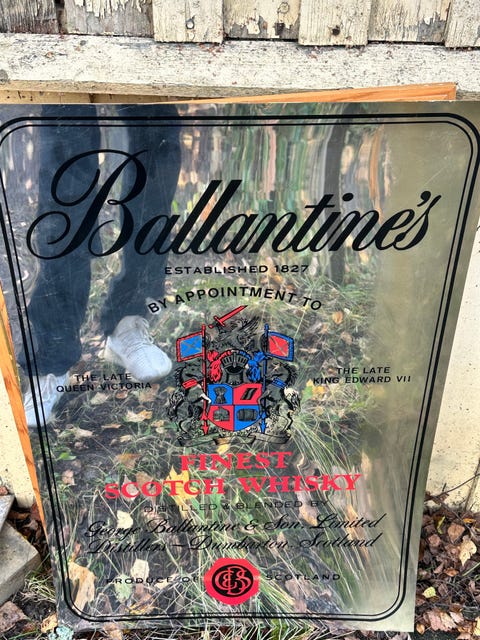 Ballantine's
ESTABLISHED 1827
BY APPOINTMENT TO
THE LATE
QUEEN VICTORIA
THE LATE
KING EDWARD VII
FINEST
SCOTCH WHISKY
DISTILLED & BLENDED BY
George Ballantine & Son, Limited
Distillers — Dumbarton, Scotland
PRODUCE OF SCOTLAND